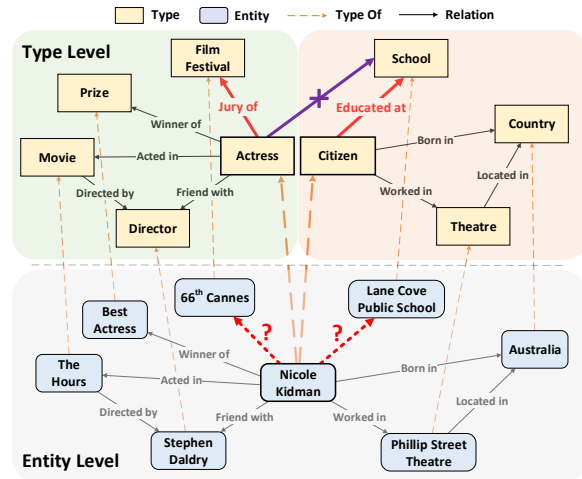 Type
Entity
Type Of
Relation
Type Level
Film
Festival
School
Prize
Jury of
Educated at
Country
Winner of
Born in
Movie
Acted in
Actress
Citizen
Located in
Directed by
Friend with
Worked in
Director
Theatre
66th Cannes
Lane Cove
Public School
Best
Actress
?
?
Australia
Winner of
The
Hours
Acted in
Nicole
Kidman
Born in
Located in
Directed by
Friend with
Worked in
Stephen
Daldry
Phillip Street
Theatre
Entity Level